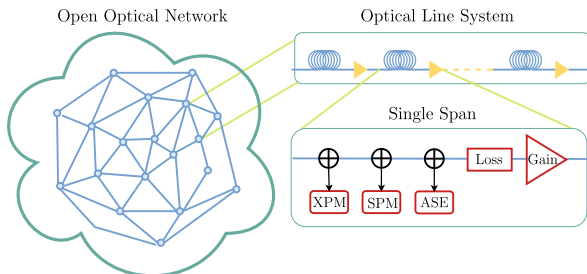 Open Optical Network
Optical Line System
Single Span
Loss
Gain
XPM
SPM
ASE